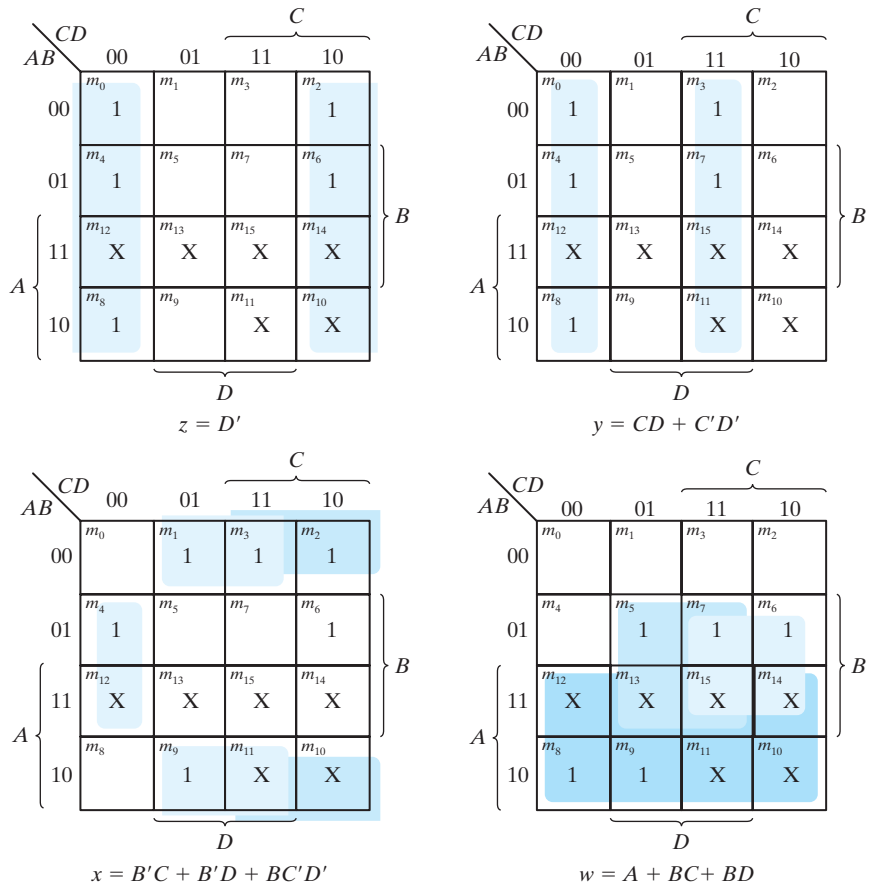 C
CD
AB 00 01 11 10
m0 m1 m3 m2
00 1 1
m4 m5 m7 m6
01 1 1
B
m12 m13 m15 m14
11 X X X X
A
m8 m9 m11 m10
10 1 X X
D
z = D′
C
CD
AB 00 01 11 10
m0 m1 m3 m2
00 1 1
m4 m5 m7 m6
01 1 1
B
m12 m13 m15 m14
11 X X X X
A
m8 m9 m11 m10
10 1 X X
D
y = CD + C′D′
C
CD
AB 00 01 11 10
m0 m1 m3 m2
00 1 1 1
m4 m5 m7 m6
01 1 1
B
m12 m13 m15 m14
11 X X X X
A
m8 m9 m11 m10
10 1 X X
D
x = B′C + B′D + BC′D′
C
CD
AB 00 01 11 10
m0 m1 m3 m2
00
m4 m5 m7 m6
01 1 1 1
B
m12 m13 m15 m14
11 X X X X
A
m8 m9 m11 m10
10 1 1 X X
D
w = A + BC + BD